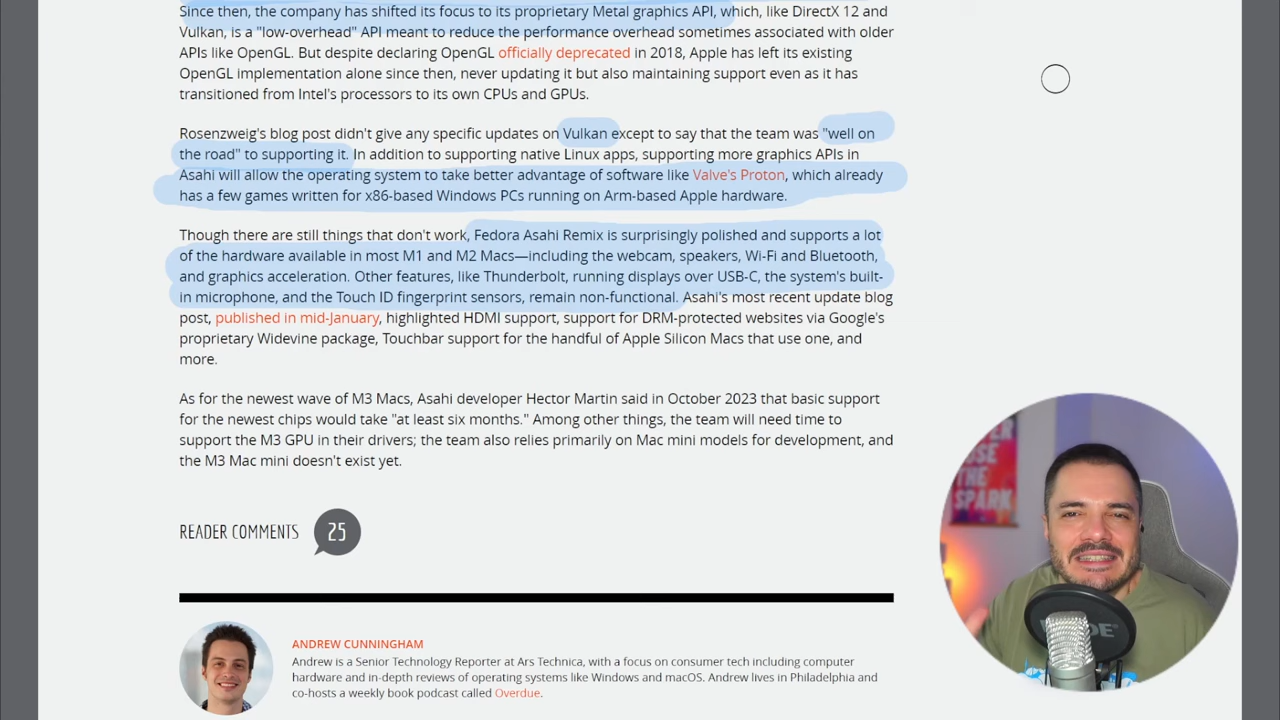 Since then, the company has shifted its focus to its proprietary Metal graphics API, which, like DirectX 12 and
Vulkan, is a "low-overhead" API meant to reduce the performance overhead sometimes associated with older
APIs like OpenGL. But despite declaring OpenGL officially deprecated in 2018, Apple has left its existing
OpenGL implementation alone since then, never updating it but also maintaining support even as it has
transitioned from Intel's processors to its own CPUs and GPUs.
Rosenzweig's blog post didn't give any specific updates on Vulkan except to say that the team was "well on
the road" to supporting it. In addition to supporting native Linux apps, supporting more graphics APIs in
Asahi will allow the operating system to take better advantage of software like Valve's Proton, which already
has a few games written for x86-based Windows PCs running on Arm-based Apple hardware.
Though there are still things that don't work, Fedora Asahi Remix is surprisingly polished and supports a lot
of the hardware available in most M1 and M2 Macs—including the webcam, speakers, Wi-Fi and Bluetooth,
and graphics acceleration. Other features, like Thunderbolt, running displays over USB-C, the system's built-
in microphone, and the Touch ID fingerprint sensors, remain non-functional. Asahi's most recent update blog
post, published in mid-January, highlighted HDMI support, support for DRM-protected websites via Google's
proprietary Widevine package, Touchbar support for the handful of Apple Silicon Macs that use one, and
more.
As for the newest wave of M3 Macs, Asahi developer Hector Martin said in October 2023 that basic support
for the newest chips would take "at least six months." Among other things, the team will need time to
support the M3 GPU in their drivers; the team also relies primarily on Mac mini models for development, and
the M3 Mac mini doesn't exist yet.
READER COMMENTS 25
ANDREW CUNNINGHAM
Andrew is a Senior Technology Reporter at Ars Technica, with a focus on consumer tech including computer
hardware and in-depth reviews of operating systems like Windows and macOS. Andrew lives in Philadelphia and
co-hosts a weekly book podcast called Overdue.
THE
SPARK